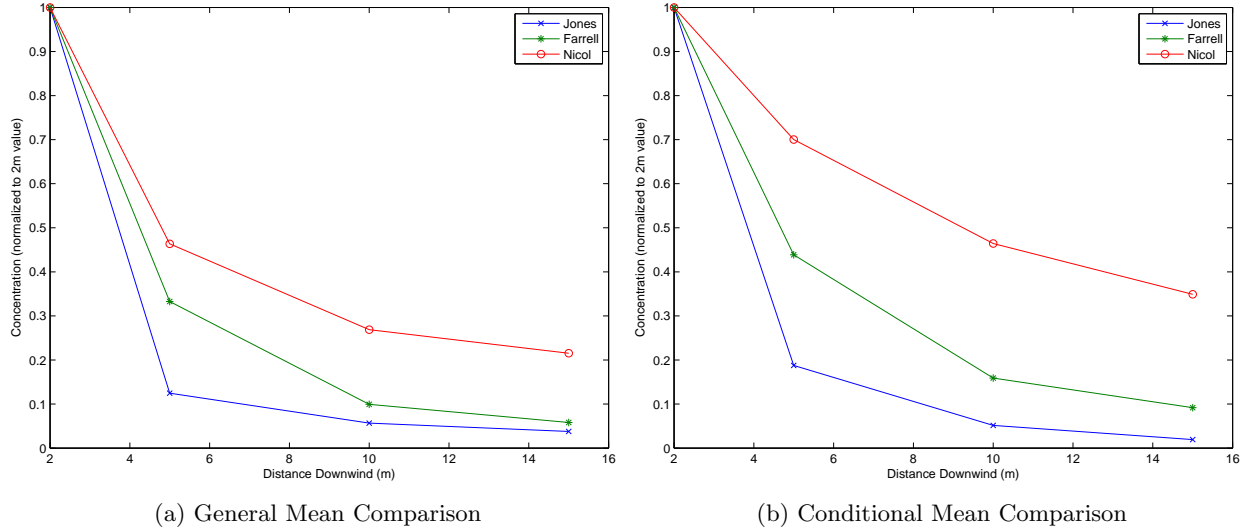 1
0.9
0.8
0.7
0.6
0.5
0.4
0.3
0.2
0.1
0
2 4 6 8 10 12 14 16
Concentration (normalized to 2m value)
Distance Downwind (m)
Jones
Farrell
Nicol
(a) General Mean Comparison
1
0.9
0.8
0.7
0.6
0.5
0.4
0.3
0.2
0.1
0
2 4 6 8 10 12 14 16
Concentration (normalized to 2m value)
Distance Downwind (m)
Jones
Farrell
Nicol
(b) Conditional Mean Comparison